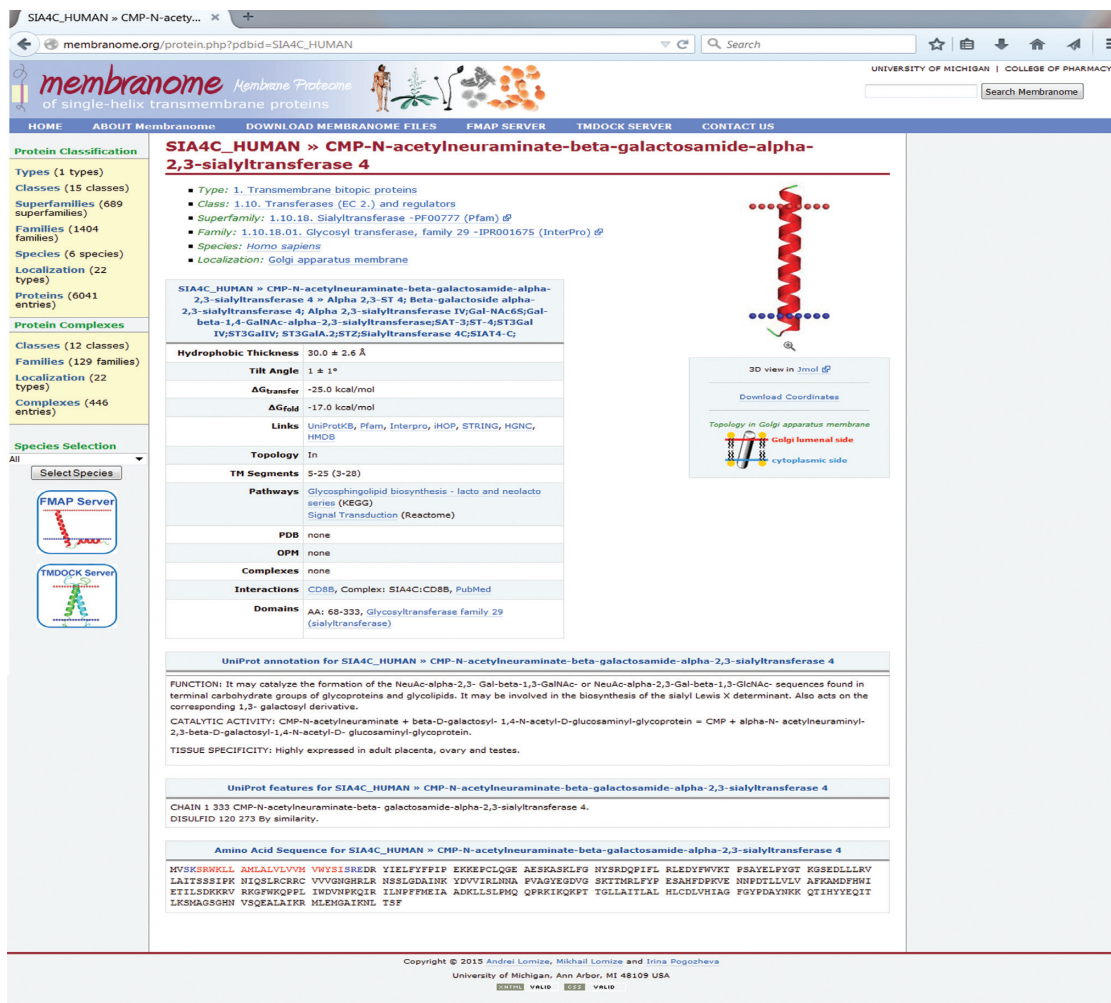 SIA4C_HUMAN » CMP-N-acety... × +
membranome.org/protein.php?pdbid=SIA4C_HUMAN
Search
membranome Membrane Proteome
of single-helix transmembrane proteins
UNIVERSITY OF MICHIGAN | COLLEGE OF PHARMACY
Search Membranome
HOME ABOUT Membranome DOWNLOAD MEMBRANOME FILES FMAP SERVER TMDOCK SERVER CONTACT US
Protein Classification
Types (1 types)
Classes (15 classes)
Superfamilies (689
superfamilies)
Families (1404
families)
Species (6 species)
Localization (22
types)
Proteins (6041
entries)
Protein Complexes
Classes (12 classes)
Families (129 families)
Localization (22
types)
Complexes (446
entries)
Species Selection
All
Select Species
FMAP Server
TMDOCK Server
SIA4C_HUMAN » CMP-N-acetylneuraminate-beta-galactosamide-alpha-
2,3-sialyltransferase 4
Type: 1. Transmembrane bitopic proteins
Class: 1.10. Transferases (EC 2.) and regulators
Superfamily: 1.10.18. Sialyltransferase -PF00777 (Pfam)
Family: 1.10.18.01. Glycosyl transferase, family 29 -IPR001675 (InterPro)
Species: Homo sapiens
Localization: Golgi apparatus membrane
SIA4C_HUMAN » CMP-N-acetylneuraminate-beta-galactosamide-alpha-
2,3-sialyltransferase 4 » Alpha 2,3-ST 4; Beta-galactoside alpha-
2,3-sialyltransferase 4; Alpha 2,3-sialyltransferase IV;Gal-NAc6S;Gal-
beta-1,4-GalNAc-alpha-2,3-sialyltransferase;SAT-3;ST-4;ST3Gal
IV;ST3GalIV; ST3GalA.2;STZ;Sialyltransferase 4C;SIAT4-C;
Hydrophobic Thickness 30.0 ± 2.6 Å
Tilt Angle 1 ± 1°
ΔGtransfer -25.0 kcal/mol
ΔGfold -17.0 kcal/mol
Links UniProtKB, Pfam, Interpro, iHOP, STRING, HGNC,
HMDB
Topology In
TM Segments 5-25 (3-28)
Pathways Glycosphingolipid biosynthesis - lacto and neolacto
series (KEGG)
Signal Transduction (Reactome)
PDB none
OPM none
Complexes none
Interactions CD8B, Complex: SIA4C:CD8B, PubMed
Domains AA: 68-333, Glycosyltransferase family 29
(sialyltransferase)
3D view in Jmol
Download Coordinates
Topology in Golgi apparatus membrane
Golgi lumenal side
cytoplasmic side
UniProt annotation for SIA4C_HUMAN » CMP-N-acetylneuraminate-beta-galactosamide-alpha-2,3-sialyltransferase 4
FUNCTION: It may catalyze the formation of the NeuAc-alpha-2,3- Gal-beta-1,3-GalNAc- or NeuAc-alpha-2,3-Gal-beta-1,3-GlcNAc- sequences found in
terminal carbohydrate groups of glycoproteins and glycolipids. It may be involved in the biosynthesis of the sialyl Lewis X determinant. Also acts on the
corresponding 1,3- galactosyl derivative.
CATALYTIC ACTIVITY: CMP-N-acetylneuraminate + beta-D-galactosyl- 1,4-N-acetyl-D-glucosaminyl-glycoprotein = CMP + alpha-N- acetylneuraminyl-
2,3-beta-D-galactosyl-1,4-N-acetyl-D- glucosaminyl-glycoprotein.
TISSUE SPECIFICITY: Highly expressed in adult placenta, ovary and testes.
UniProt features for SIA4C_HUMAN » CMP-N-acetylneuraminate-beta-galactosamide-alpha-2,3-sialyltransferase 4
CHAIN 1 333 CMP-N-acetylneuraminate-beta- galactosamide-alpha-2,3-sialyltransferase 4.
DISULFID 120 273 By similarity.
Amino Acid Sequence for SIA4C_HUMAN » CMP-N-acetylneuraminate-beta-galactosamide-alpha-2,3-sialyltransferase 4
MVSKSRWKLL AMLALVLVVM VWYSISREDR YIELFYFPIP EKKEPCLQGE AESKASKLFG NYSRDQPIFL RLEDYFWVKT PSAYELPYGT KGSEDLLLRV
LAITSSSIPK NIQSLRCRRC VVVGNGHRLR NSSLGDAINK YDVVIRLNNA PVAGYEGDVG SKTTMRLFYP ESAHFDPKVE NNPDTLLVLV AFKAMDFHWI
ETILSDKKRV RKGFWKQPPL IWDVNPKQIR ILNPFFMEIA ADKLLSLPMQ QPRKIKQKPT TGLLAITLAL HLCDLVHIAG FGYPDAYNKK QTIHYYEQIT
LKSMAGSGHN VSQEALAIKR MLEMGAIKNL TSF
Copyright © 2015 Andrei Lomize, Mikhail Lomize and Irina Pogozheva
University of Michigan, Ann Arbor, MI 48109 USA
XHTML VALID CSS VALID